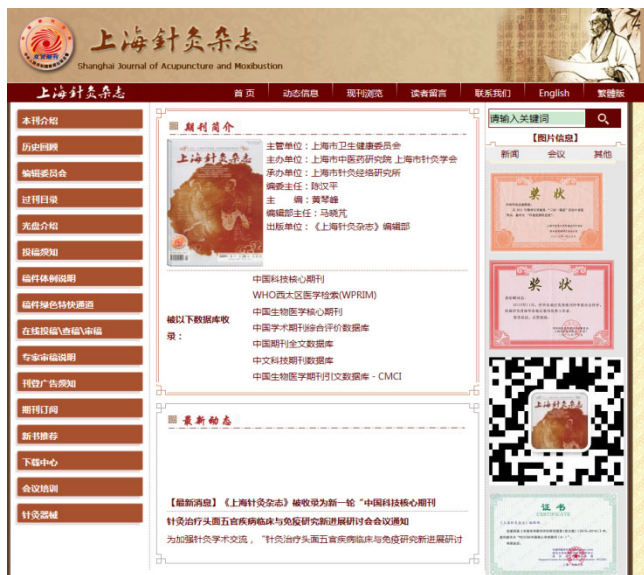 上海針灸杂志
Shanghai Journal of Acupuncture and Moxibustion
上海針灸杂志
首 页
动态信息
现刊浏览
读者留言
联系我们
English
繁體版
本刊介绍
历史回顾
编辑委员会
过刊目录
光盘介绍
投稿须知
稿件体例说明
稿件绿色特快通道
在线投稿\查稿\审稿
专家审稿说明
刊登广告须知
期刊订阅
新书推荐
下载中心
会议培训
针灸器械
期刊简介
上海針灸杂志
主管单位：上海市卫生健康委员会
主办单位：上海市中医药研究院 上海市针灸学会
承办单位：上海市针灸经络研究所
编委主任：陈汉平
主 编：黄琴峰
编辑部主任：马晓芃
出版单位：《上海针灸杂志》编辑部
被以下数据库收录：
中国科技核心期刊
WHO西太区医学检索(WPRIM)
中国生物医学核心期刊
中国学术期刊综合评价数据库
中国期刊全文数据库
中文科技期刊数据库
中国生物医学期刊引文数据库 - CMCI
最新动态
【最新消息】《上海针灸杂志》被收录为新一轮“中国科技核心期刊
针灸治疗头面五官疾病临床与免疫研究新进展研讨会会议通知
为加强针灸学术交流，“针灸治疗头面五官疾病临床与免疫研究新进展研讨
请输入关键词
【图片信息】
新闻
会议
其他
奖 状
奖 状
上海針灸杂志
证 书
CERTIFICATE